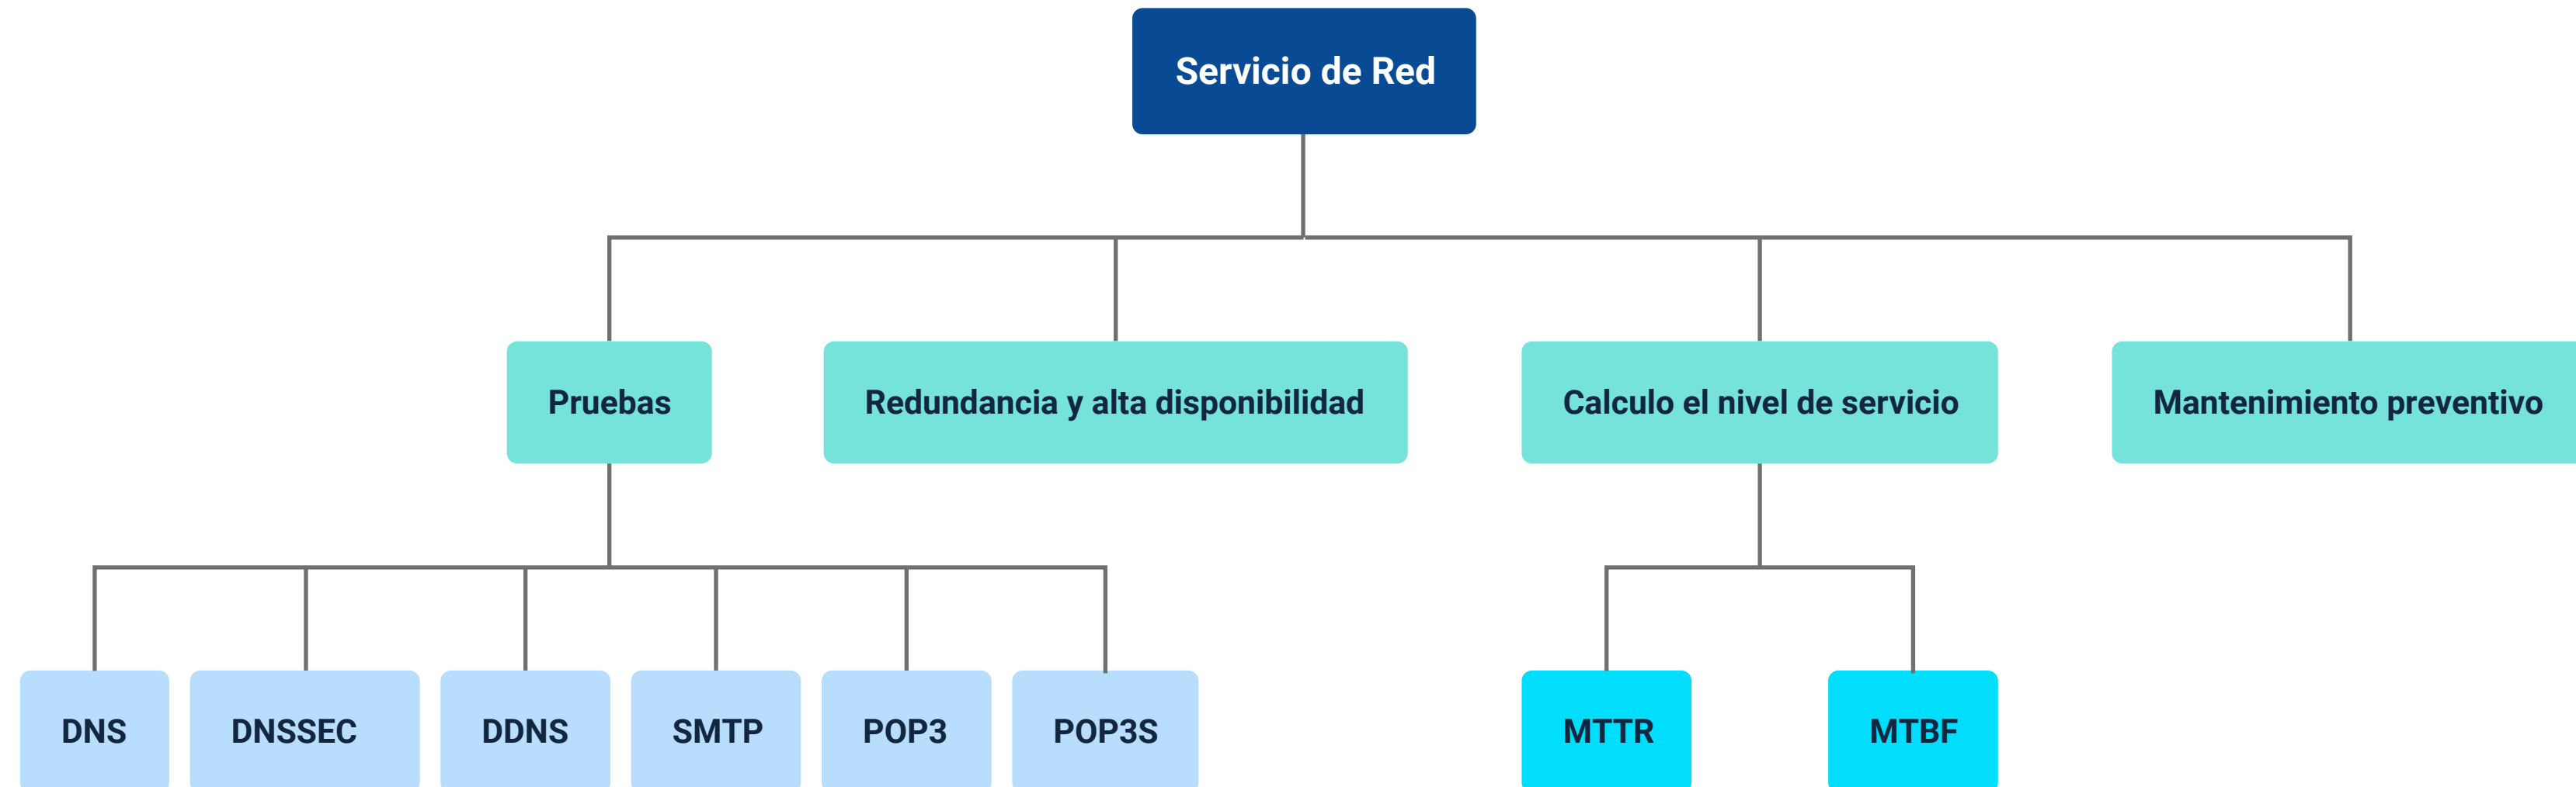 Servicio de Red
Pruebas
Redundancia y alta disponibilidad
Calculo el nivel de servicio
Mantenimiento preventivo
DNS
DNSSEC
DDNS
SMTP
POP3
POP3S
MTTR
MTBF